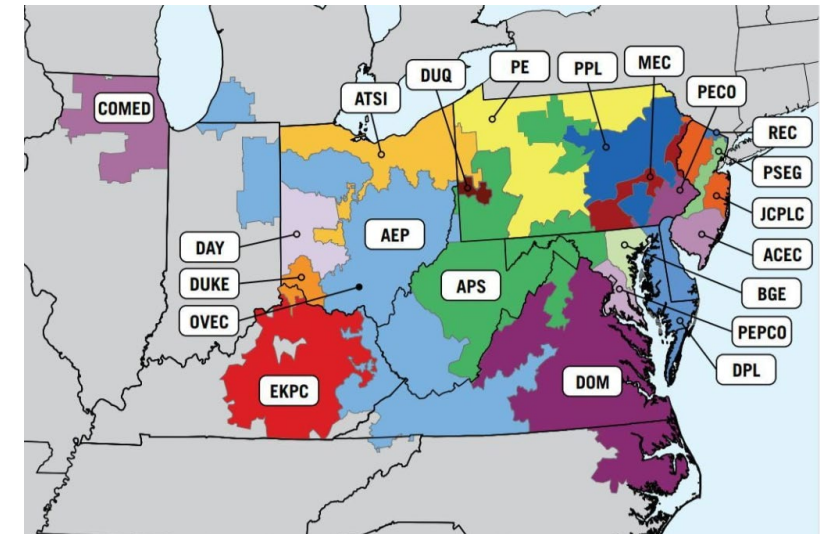 COMED
ATSI
DUQ
PE
PPL
MEC
PECO
REC
PSEG
JCPLC
ACEC
BGE
PEPCO
DPL
DAY
DUKE
OVEC
AEP
APS
EKPC
DOM